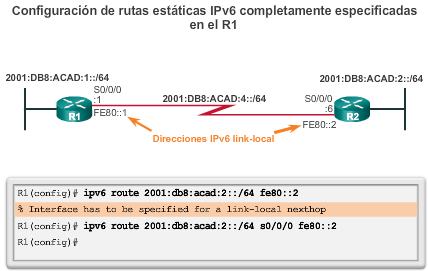 Configuración de rutas estáticas IPv6 completamente especificadas
en el R1
2001:DB8:ACAD:1::/64
2001:DB8:ACAD:2::/64
S0/0/0
:1
2001:DB8:ACAD:4::/64
S0/0/0
:6
R1
FE80::1
FE80::2
R2
Direcciones IPv6 link-local
R1(config)# ipv6 route 2001:db8:acad:2::/64 fe80::2
% Interface has to be specified for a link-local nexthop
R1(config)# ipv6 route 2001:db8:acad:2::/64 s0/0/0 fe80::2
R1(config)#